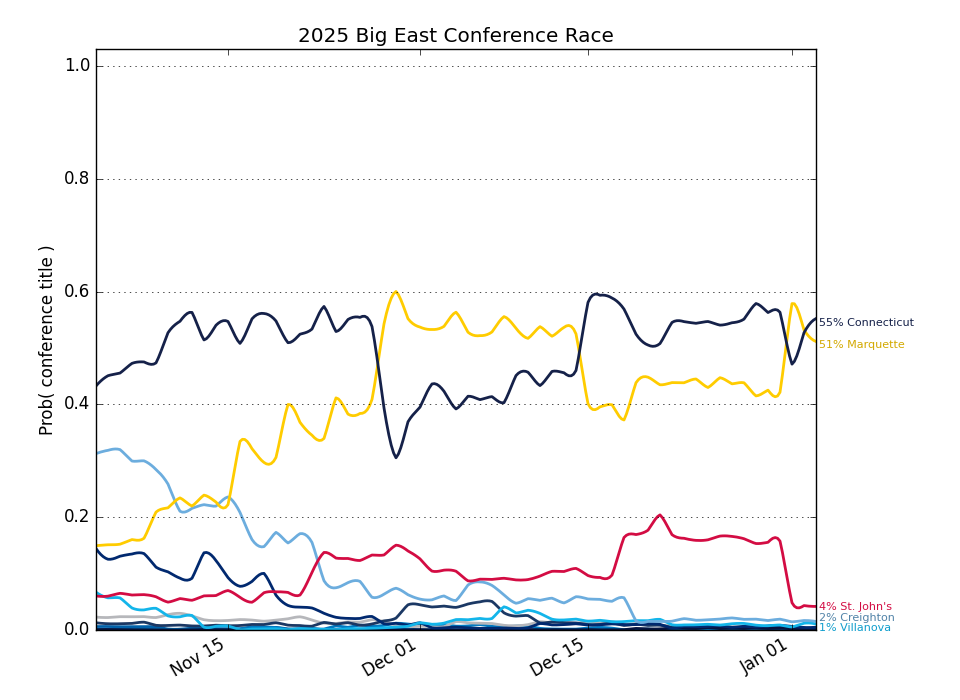 2025 Big East Conference Race
Prob( conference title )
1.0
0.8
0.6
0.4
0.2
0.0
55% Connecticut
51% Marquette
4% St. John's
2% Creighton
1% Villanova
Nov 15
Dec 01
Dec 15
Jan 01